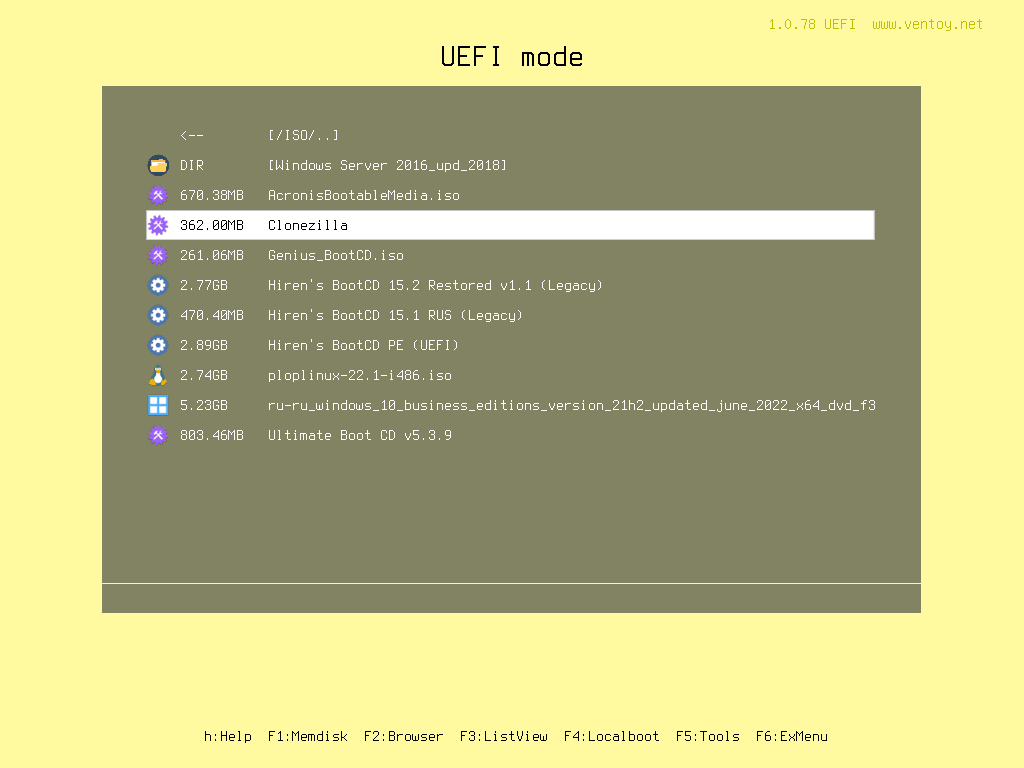 1.0.78 UEFI  www.ventoy.net
UEFI mode
<-- [/ISO/..]
DIR [Windows Server 2016_upd_2018]
670.38MB AcronisBootableMedia.iso
362.00MB Clonezilla
261.06MB Genius_BootCD.iso
2.77GB Hiren's BootCD 15.2 Restored v1.1 (Legacy)
470.40MB Hiren's BootCD 15.1 RUS (Legacy)
2.89GB Hiren's BootCD PE (UEFI)
2.74GB ploplinux-22.1-i486.iso
5.23GB ru-ru_windows_10_business_editions_version_21h2_updated_june_2022_x64_dvd_f3
803.46MB Ultimate Boot CD v5.3.9
h:Help F1:Memdisk F2:Browser F3:ListView F4:Localboot F5:Tools F6:ExMenu